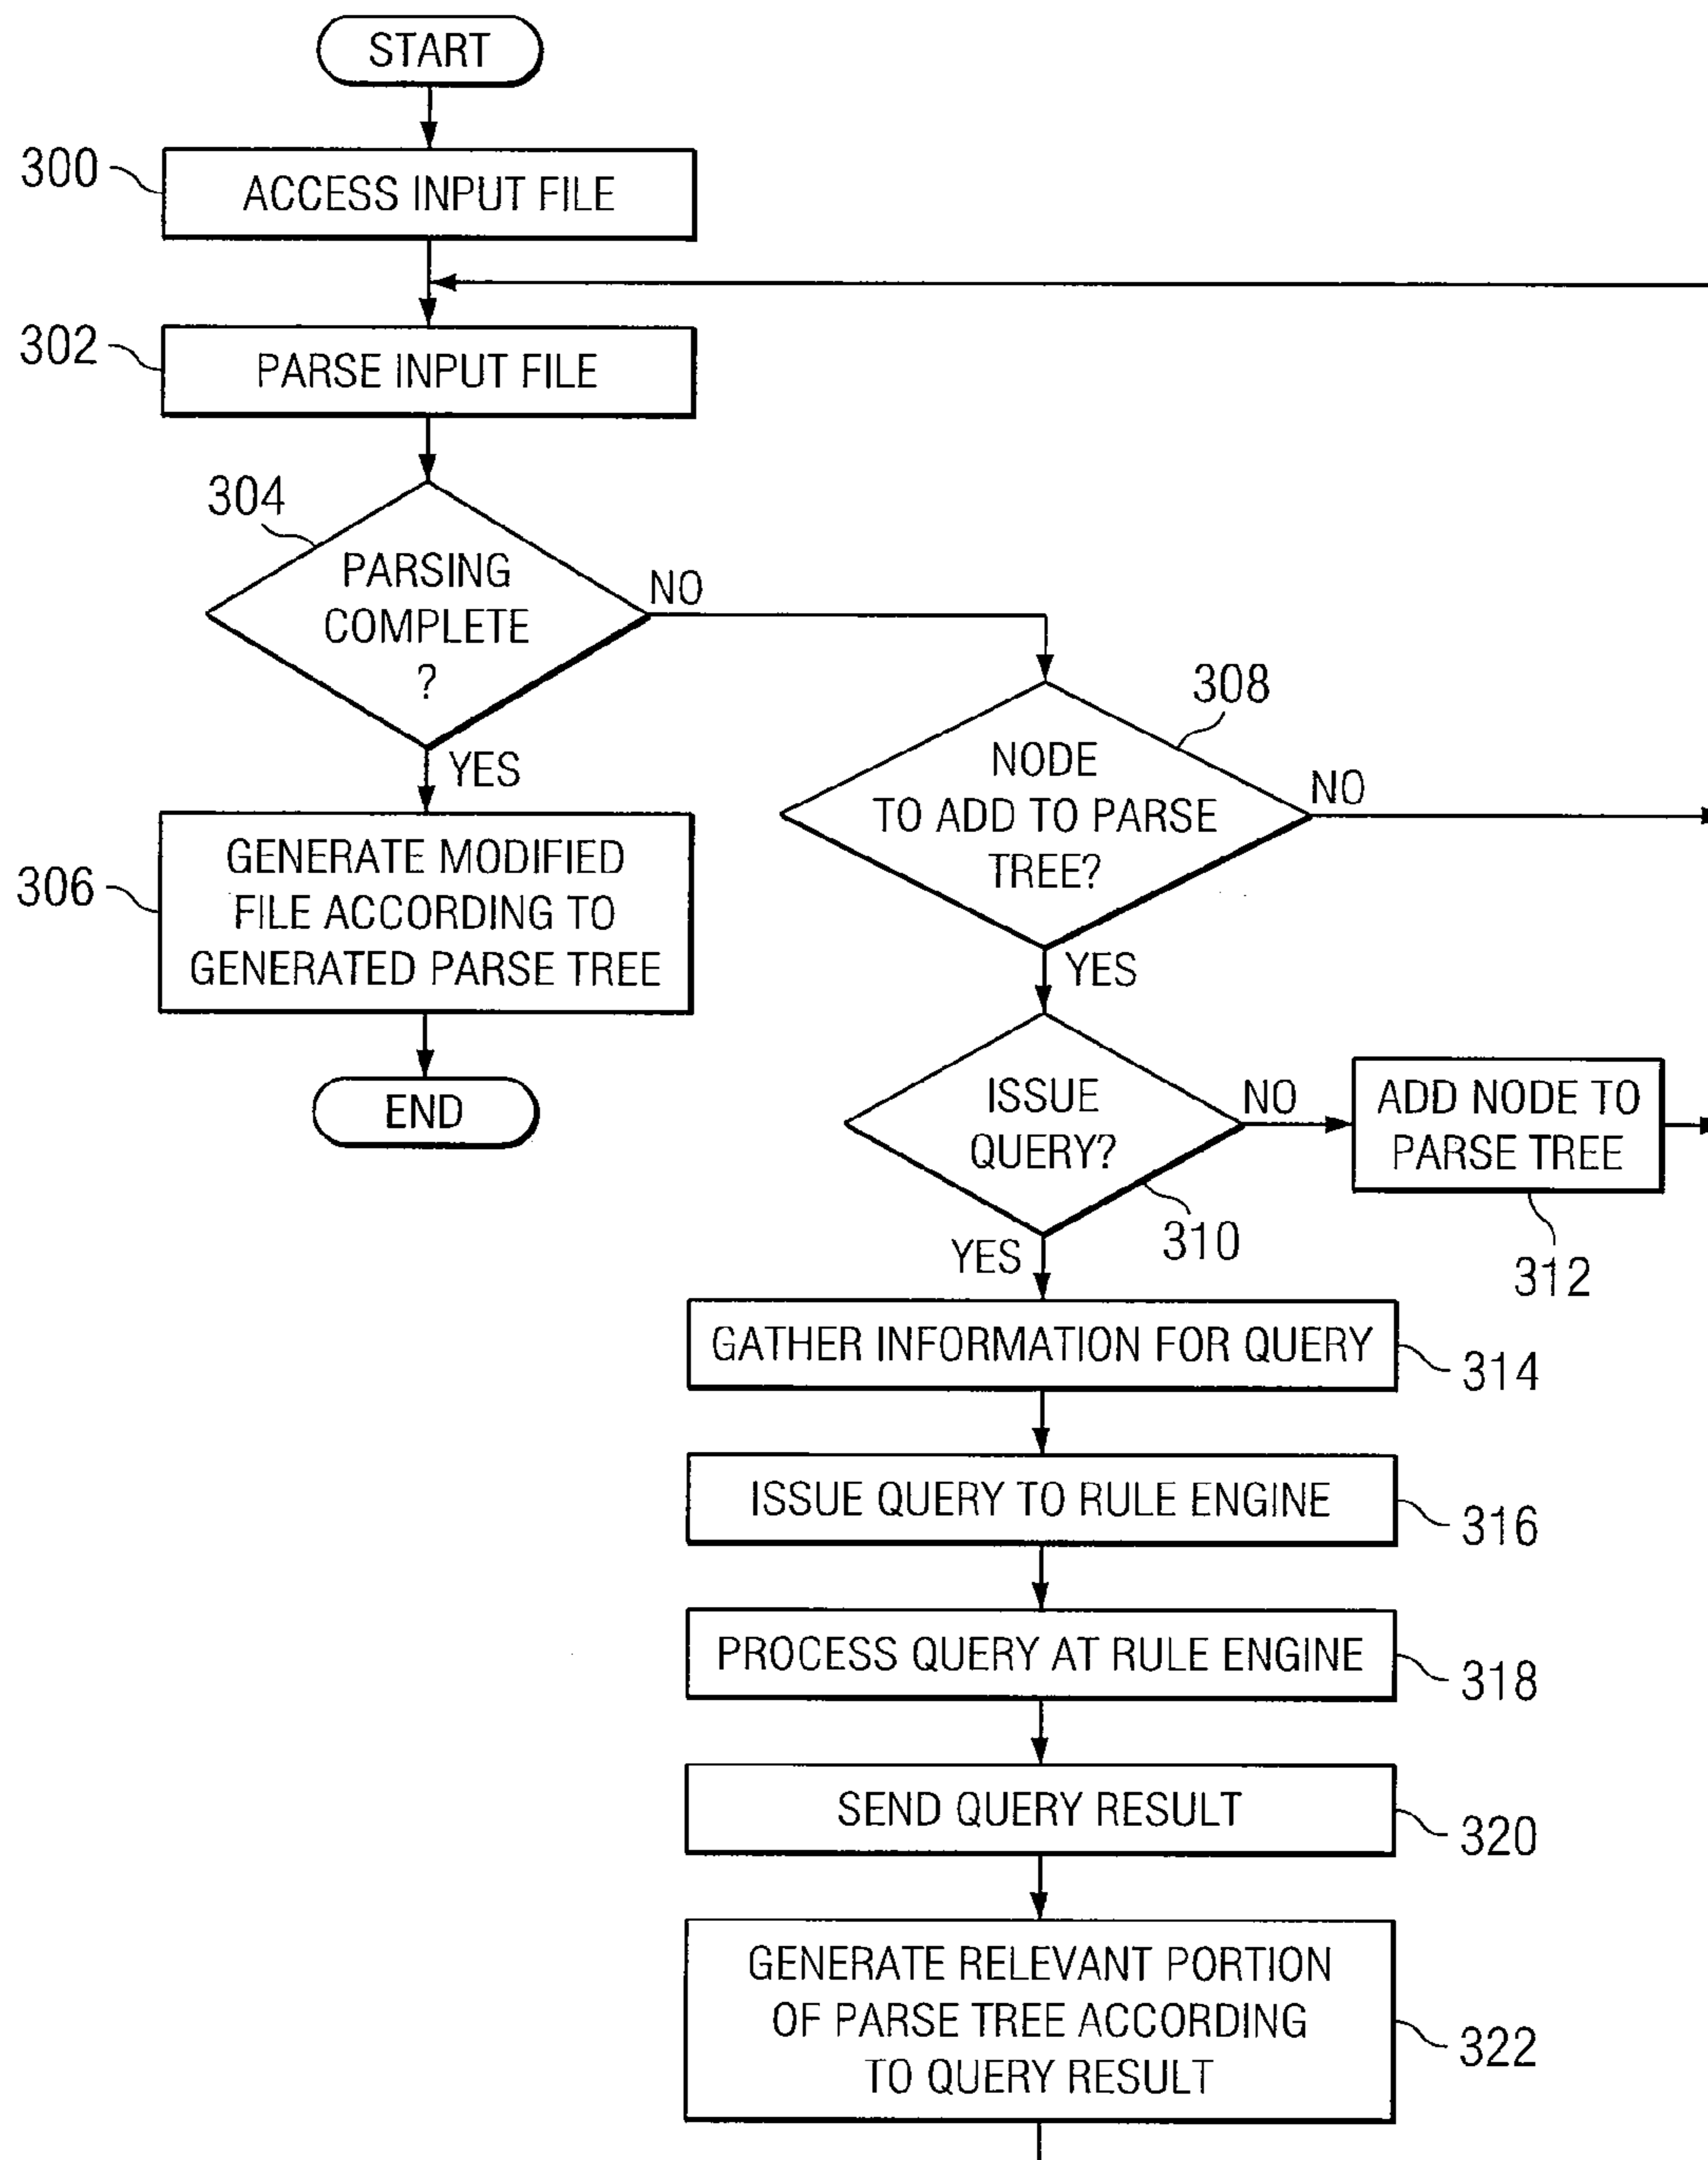 START
300
ACCESS INPUT FILE
302
PARSE INPUT FILE
304
PARSING
COMPLETE
?
NO
YES
306
GENERATE MODIFIED
FILE ACCORDING TO
GENERATED PARSE TREE
END
308
NODE
TO ADD TO PARSE
TREE?
NO
YES
ISSUE
QUERY?
310
NO
ADD NODE TO
PARSE TREE
312
YES
GATHER INFORMATION FOR QUERY
314
ISSUE QUERY TO RULE ENGINE
316
PROCESS QUERY AT RULE ENGINE
318
SEND QUERY RESULT
320
GENERATE RELEVANT PORTION
OF PARSE TREE ACCORDING
TO QUERY RESULT
322